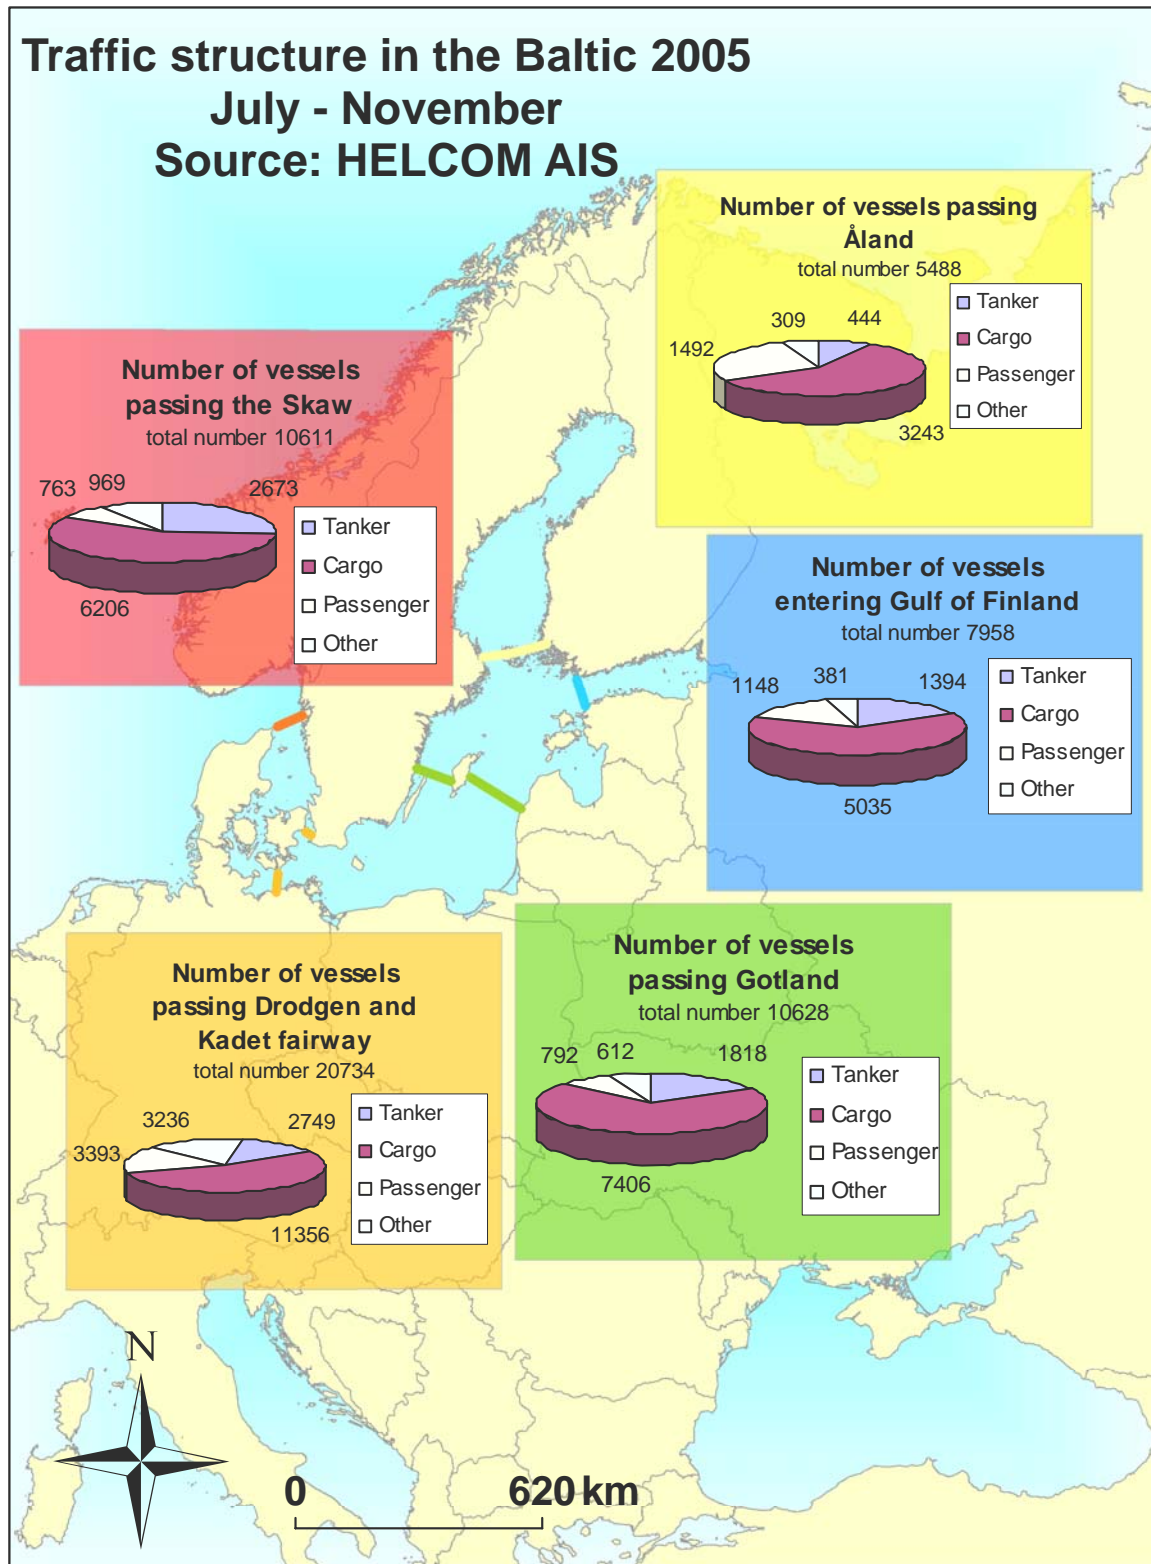 Traffic structure in the Baltic 2005
July - November
Source: HELCOM AIS
Number of vessels passing
Åland
total number 5488
309
444
1492
3243
Tanker
Cargo
Passenger
Other
Number of vessels
passing the Skaw
total number 10611
763
969
2673
6206
Tanker
Cargo
Passenger
Other
Number of vessels
entering Gulf of Finland
total number 7958
1148
381
1394
5035
Tanker
Cargo
Passenger
Other
Number of vessels
passing Drodgen and
Kadet fairway
total number 20734
3236
2749
3393
11356
Tanker
Cargo
Passenger
Other
Number of vessels
passing Gotland
total number 10628
792
612
1818
7406
Tanker
Cargo
Passenger
Other
N
0 620 km